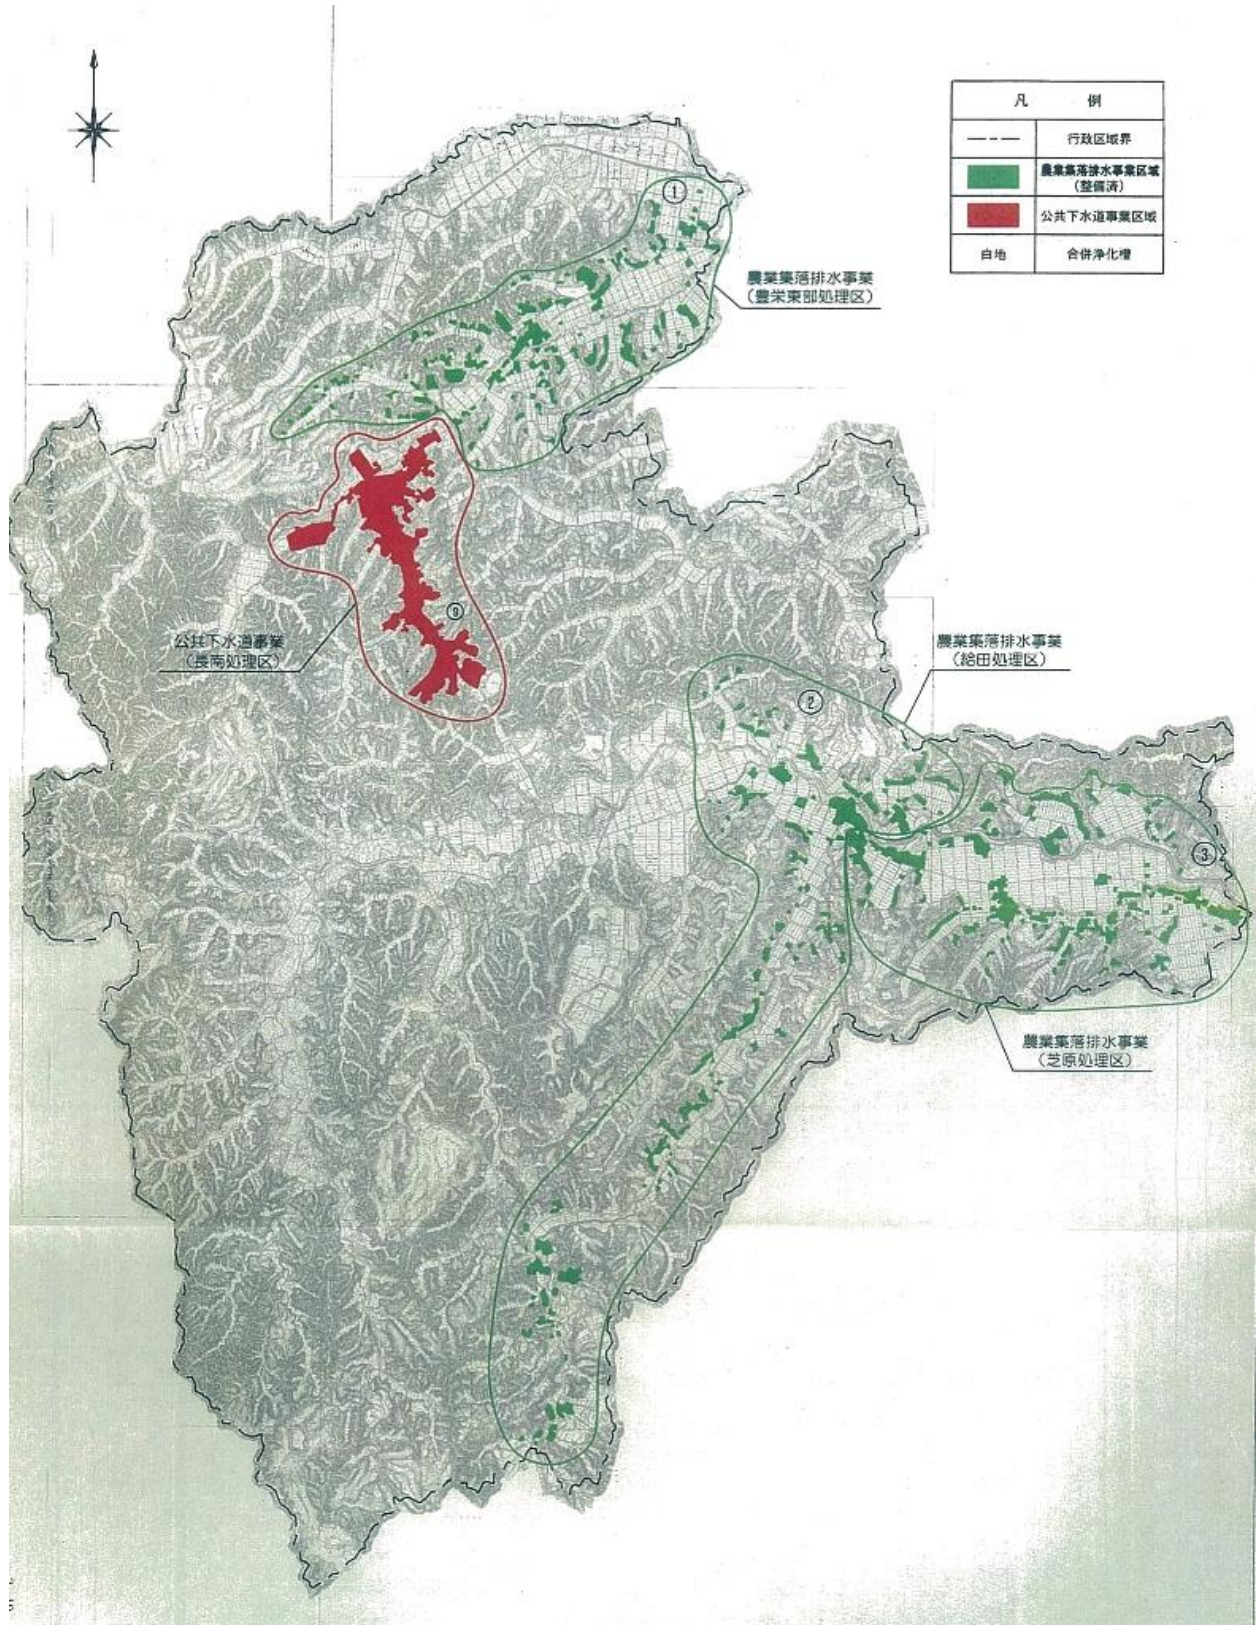 凡 例
行政区域界
農業集落排水事業区域
(整備済)
公共下水道事業区域
白地 合併浄化槽
①
農業集落排水事業
(豊栄東部処理区)
公共下水道事業
(長南処理区)
⑨
農業集落排水事業
(給田処理区)
②
③
農業集落排水事業
(芝原処理区)